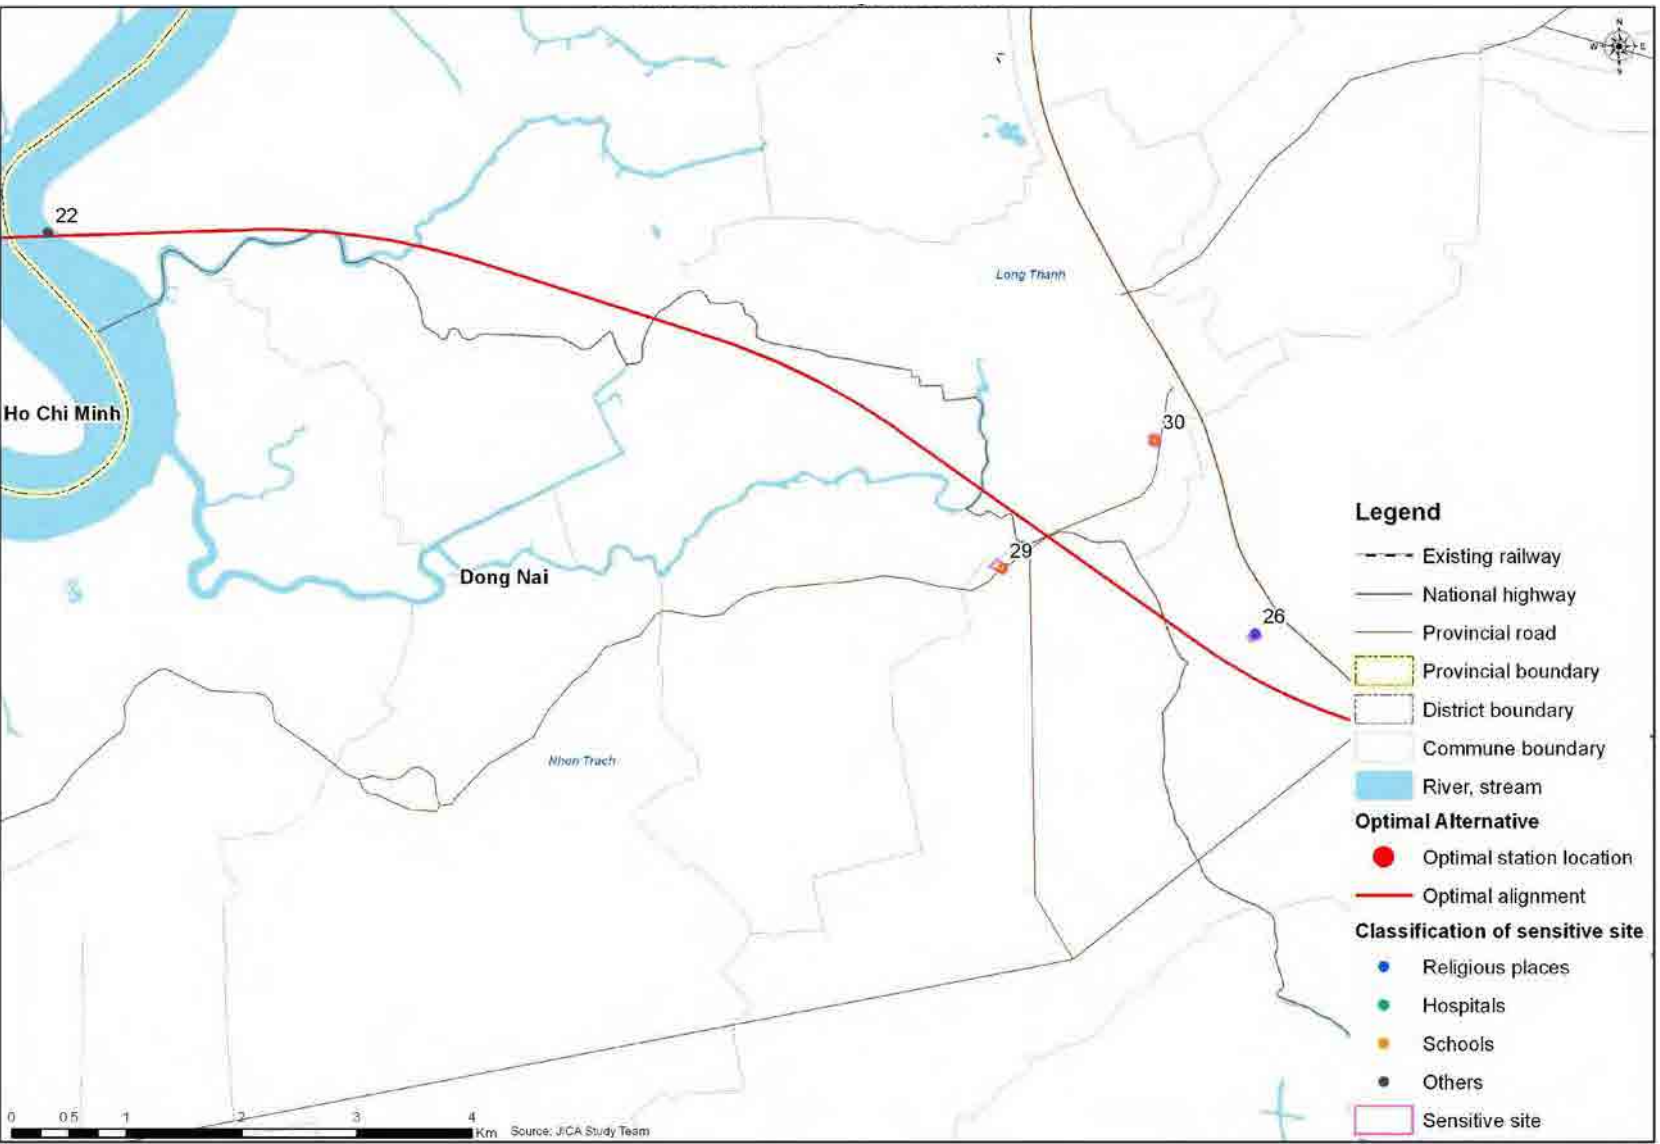 N
W E
S
22
Long Thanh
Ho Chi Minh
30
29
Dong Nai
26
Nhon Trach
Legend
Existing railway
National highway
Provincial road
Provincial boundary
District boundary
Commune boundary
River, stream
Optimal Alternative
Optimal station location
Optimal alignment
Classification of sensitive site
Religious places
Hospitals
Schools
Others
Sensitive site
0 0.5 1 2 3 4
Km Source: JICA Study Team